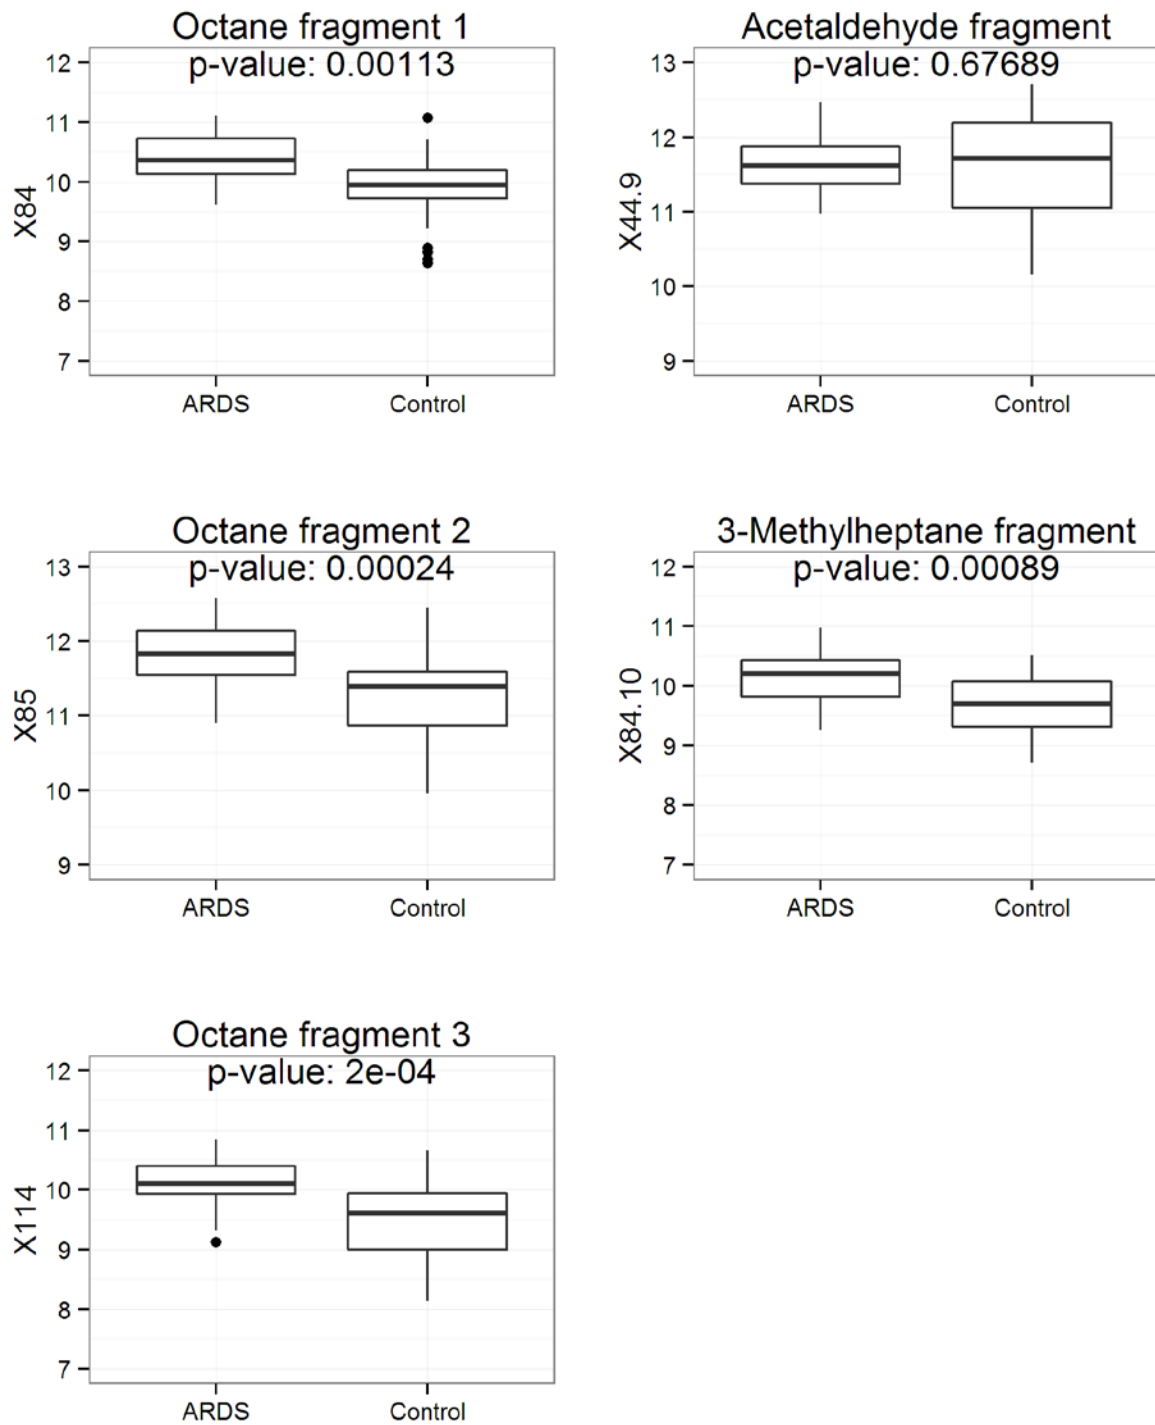 Octane fragment 1
p-value: 0.00113
12
11
10
9
8
7
X84
ARDS Control
Acetaldehyde fragment
p-value: 0.67689
13
12
11
10
9
X44.9
ARDS Control
Octane fragment 2
p-value: 0.00024
13
12
11
10
9
X85
ARDS Control
3-Methylheptane fragment
p-value: 0.00089
12
11
10
9
8
7
X84.10
ARDS Control
Octane fragment 3
p-value: 2e-04
12
11
10
9
8
7
X114
ARDS Control